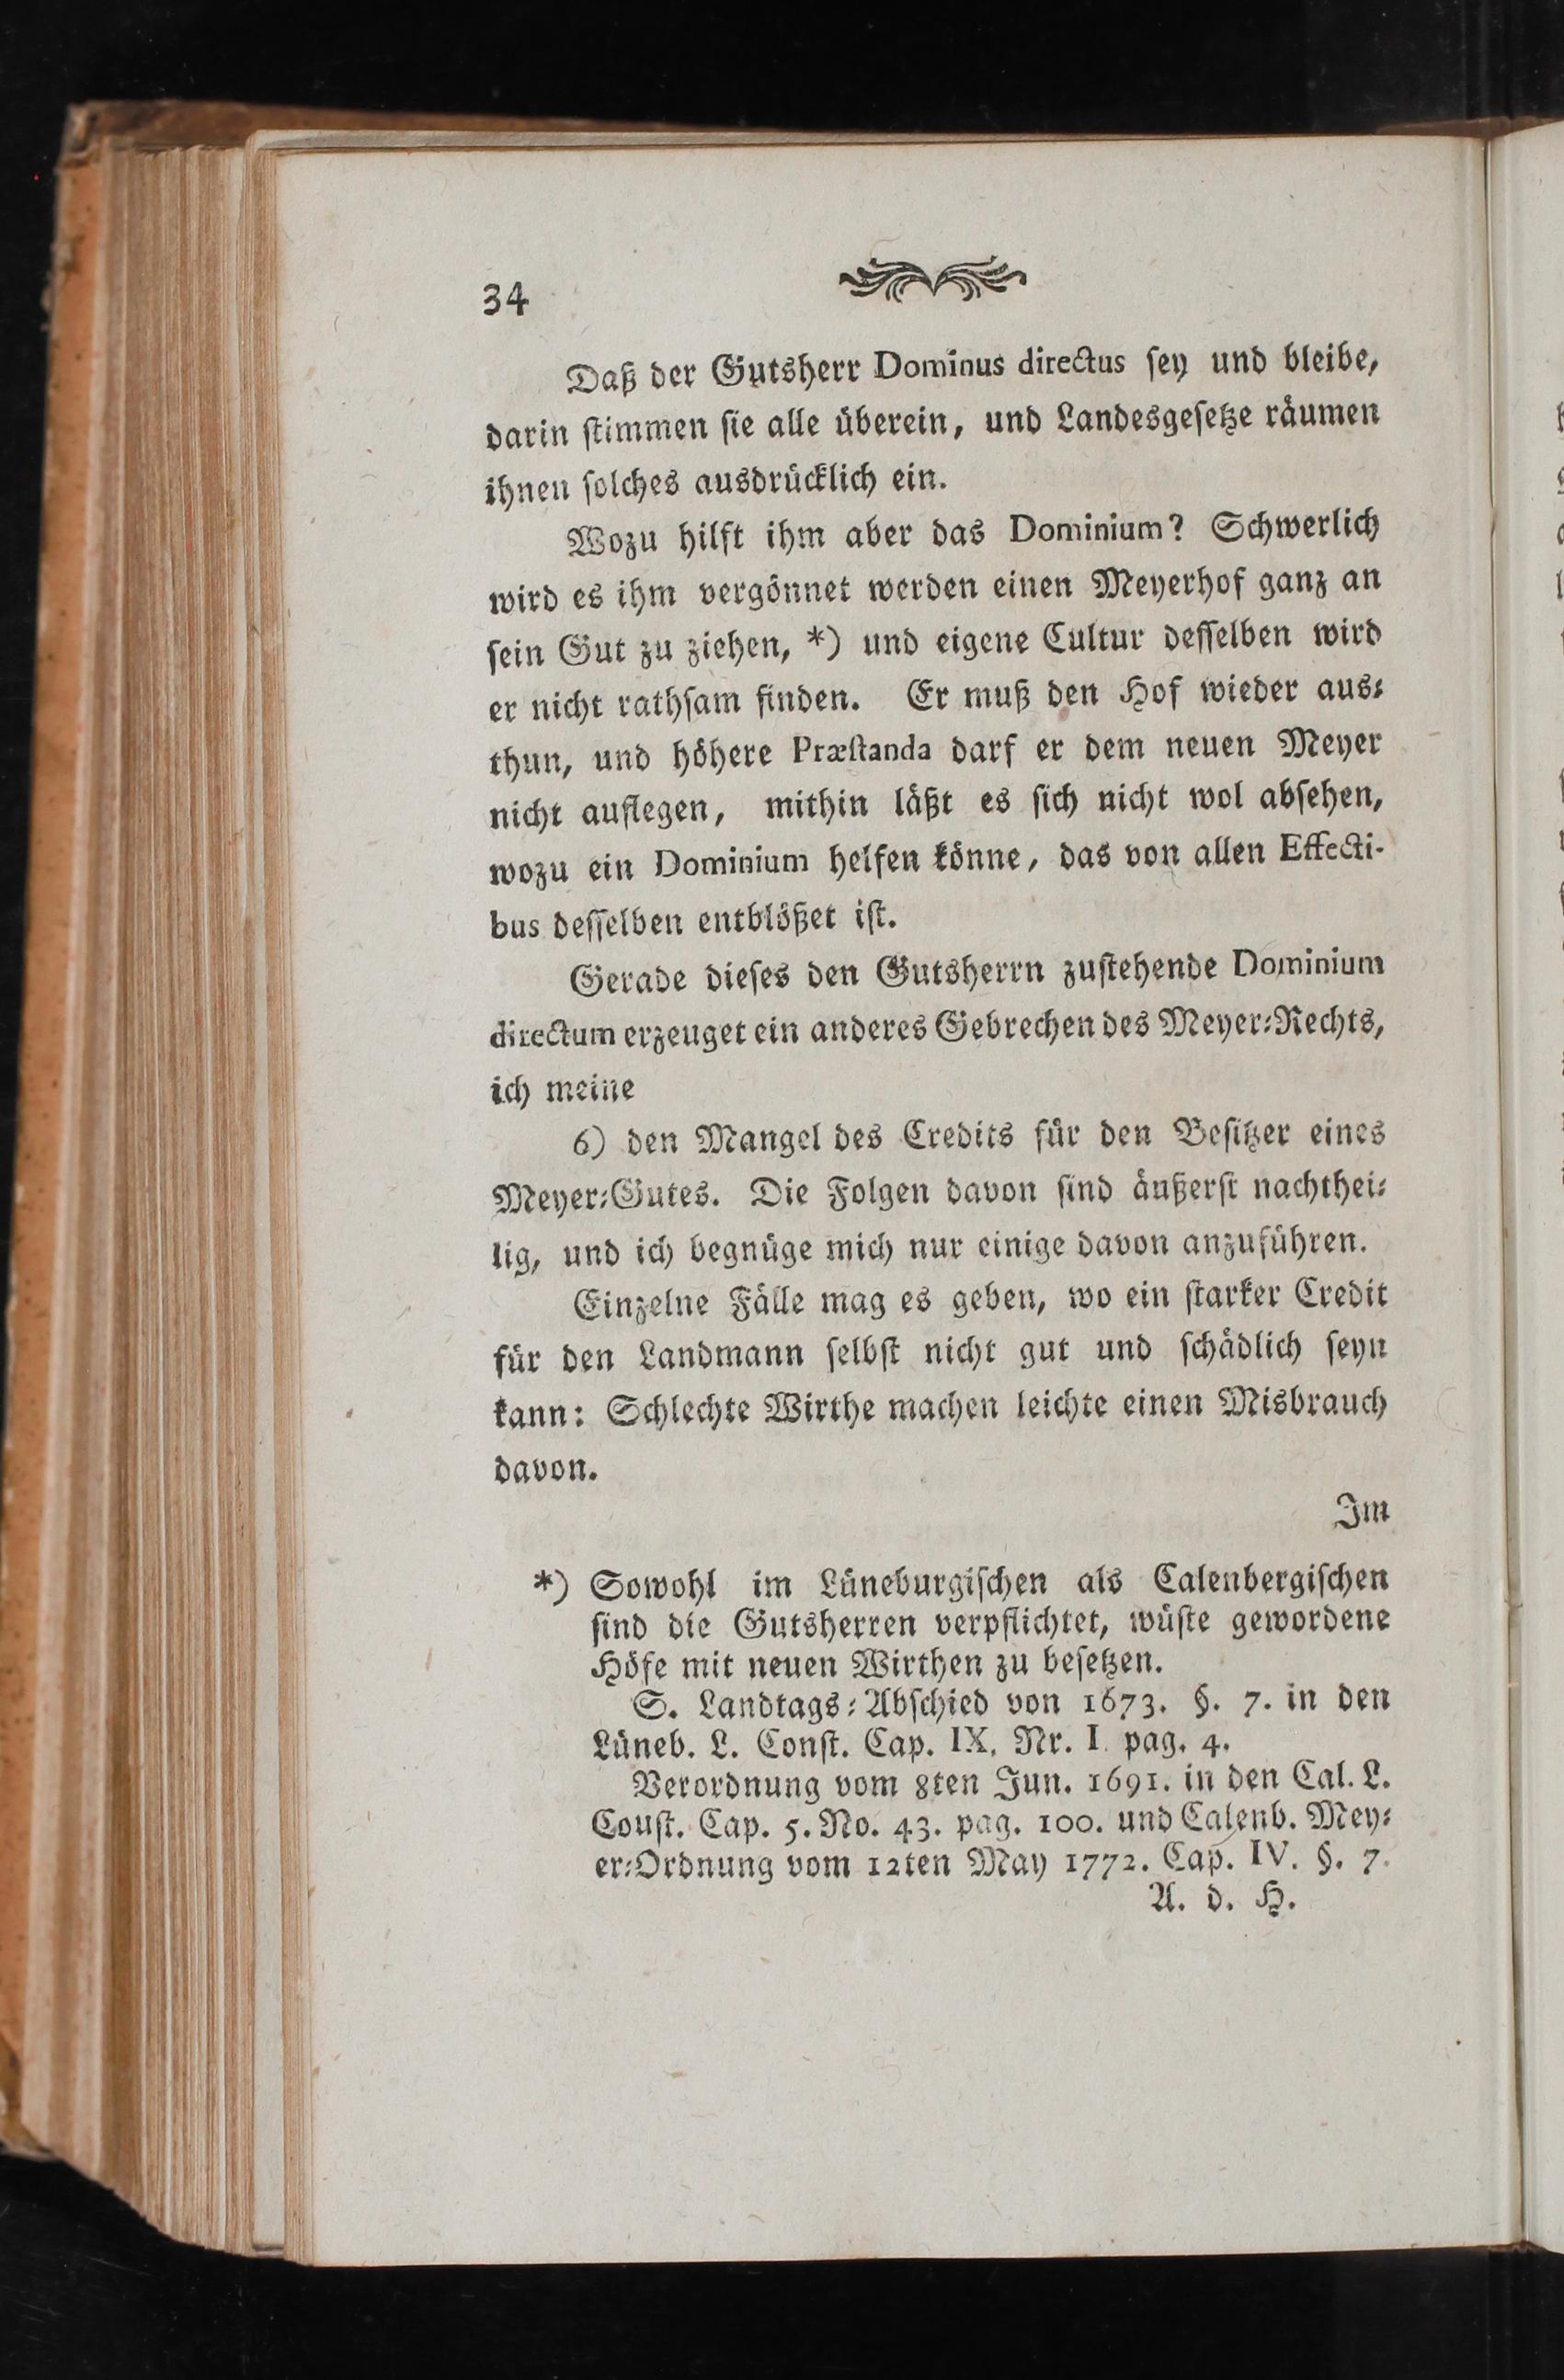 34
Daß der Gutsherr Dominus directus ſey und bleibe,
darin ſtimmen ſie alle überein, und Landesgeſetze räumen
ihnen ſolches ausdrücklich ein.
Wozu hilft ihm aber das Dominium? Schwerlich
wird es ihm vergönnet werden einen Meyerhof ganz an
ſein Gut zu ziehen, *) und eigene Cultur deſſelben wird
er nicht rathſam finden. Er muß den Hof wieder aus⸗
thun, und höhere Præſtanda darf er dem neuen Meyer
nicht auflegen, mithin läßt es ſich nicht wol abſehen,
wozu ein Dominium helfen könne, das von allen Effecti-
bus deſſelben entblößet iſt.
Gerade dieſes den Gutsherrn zuſtehende Dominium
directum erzeuget ein anderes Gebrechen des Meyer⸗Rechts,
ich meine
6) den Mangel des Credits für den Beſitzer eines
Meyer⸗Gutes. Die Folgen davon ſind äußerſt nachthei⸗
lig, und ich begnüge mich nur einige davon anzuführen.
Einzelne Fälle mag es geben, wo ein ſtarker Credit
für den Landmann ſelbſt nicht gut und ſchädlich ſeyn
kann: Schlechte Wirthe machen leichte einen Misbrauch
davon.
Im
*) Sowohl im Lüneburgiſchen als Calenbergiſchen
ſind die Gutsherren verpflichtet, wüſte gewordene
Höfe mit neuen Wirthen zu beſetzen.
S. Landtags⸗Abſchied von 1673. §. 7. in den
Lüneb. L. Conſt. Cap. IX. Nr. I. pag. 4.
Verordnung vom 8ten Jun. 1691. in den Cal. L.
Couſt. Cap. 5. No. 43. pag. 100. und Calenb. Mey⸗
er⸗Ordnung vom 12ten May 1772. Cap. IV. §. 7.
A. d. H.